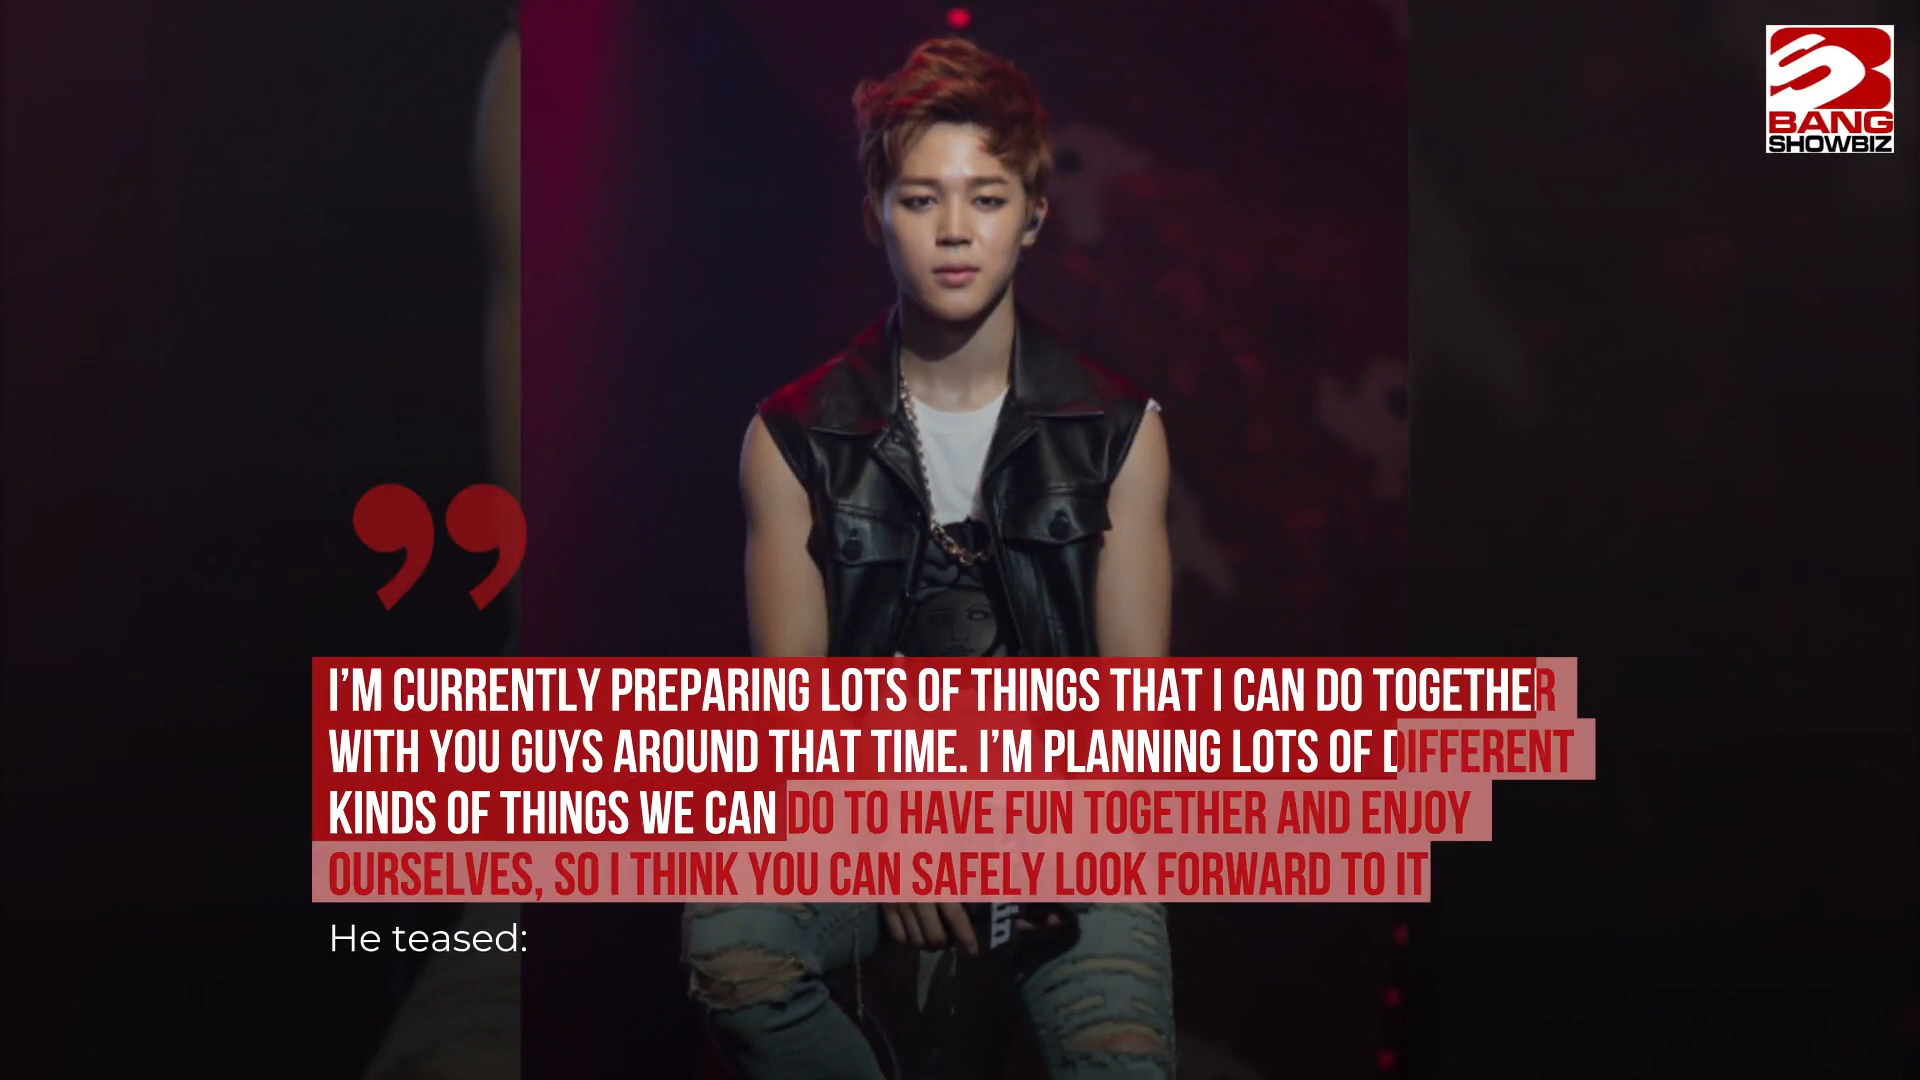 BANG
SHOWBIZ
”
I’M CURRENTLY PREPARING LOTS OF THINGS THAT I CAN DO TOGETHER
WITH YOU GUYS AROUND THAT TIME. I’M PLANNING LOTS OF DIFFERENT
KINDS OF THINGS WE CAN DO TO HAVE FUN TOGETHER AND ENJOY
OURSELVES, SO I THINK YOU CAN SAFELY LOOK FORWARD TO IT
He teased: